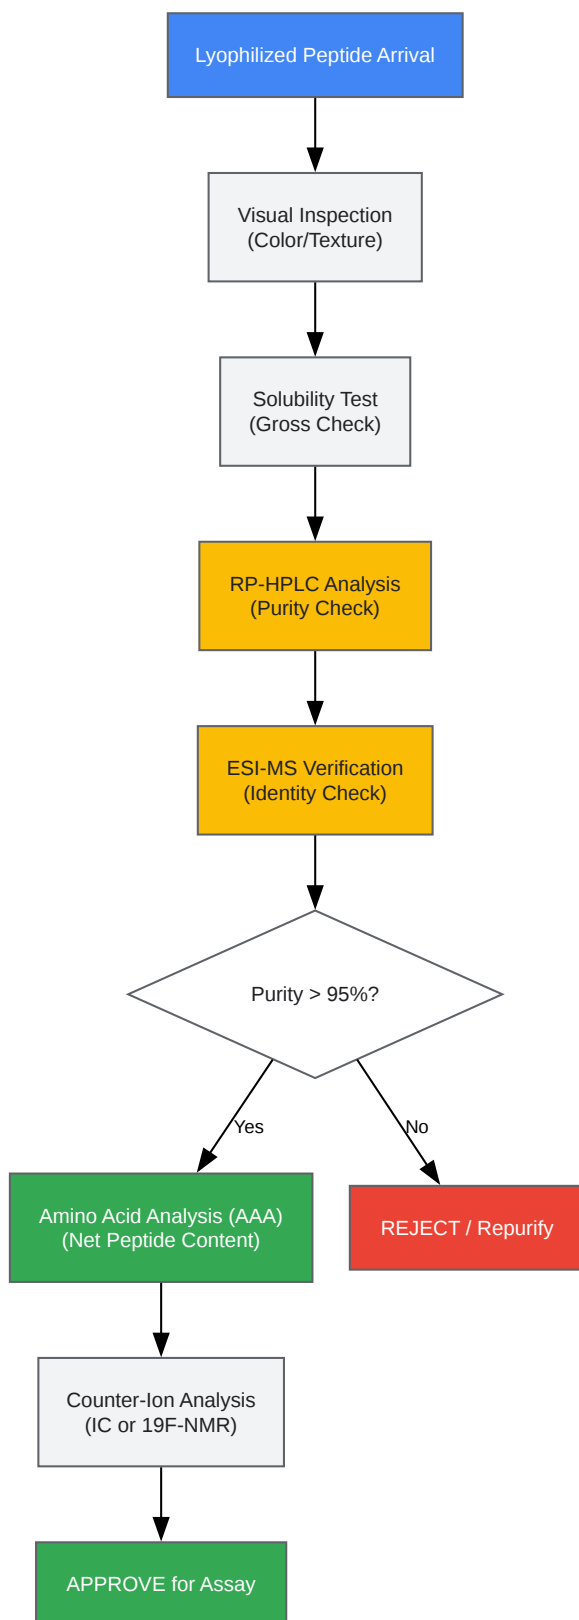 Lyophilized Peptide Arrival
Visual Inspection
(Color/Texture)
Solubility Test
(Gross Check)
RP-HPLC Analysis
(Purity Check)
ESI-MS Verification
(Identity Check)
Purity > 95%?
Yes
No
Amino Acid Analysis (AAA)
(Net Peptide Content)
REJECT / Repurify
Counter-Ion Analysis
(IC or 19F-NMR)
APPROVE for Assay